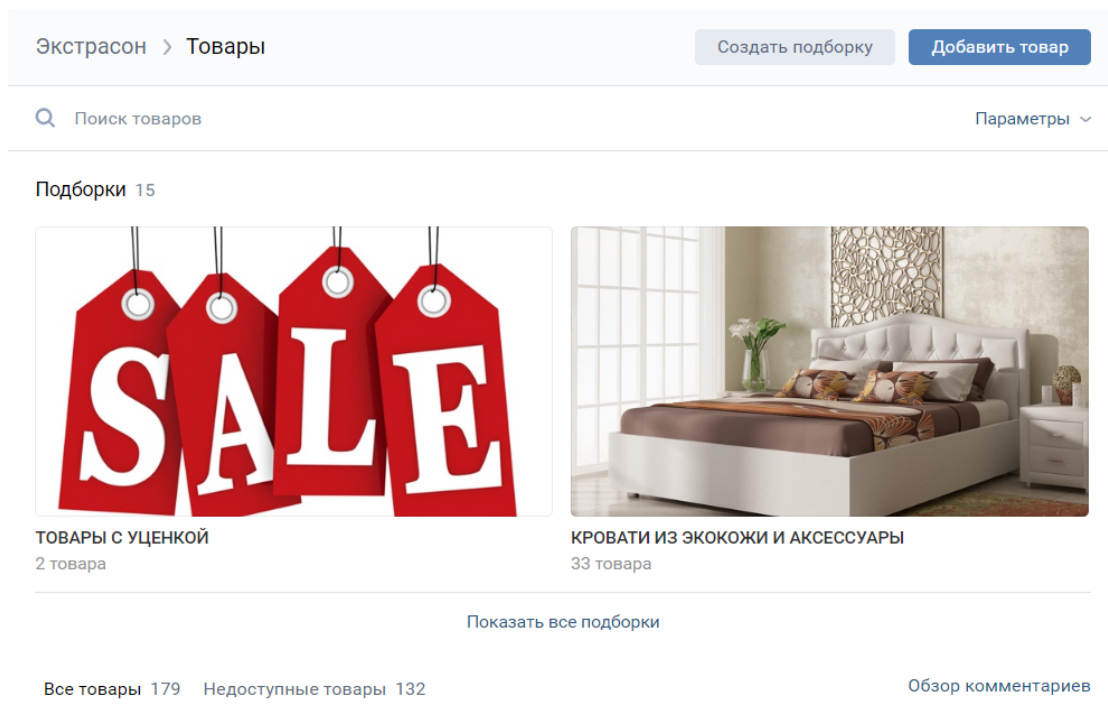 Экстрасон > Товары
Создать подборку
Добавить товар
Поиск товаров
Параметры
Подборки 15
SALE
ТОВАРЫ С УЦЕНКОЙ
2 товара
КРОВАТИ ИЗ ЭКОКОЖИ И АКСЕССУАРЫ
33 товара
Показать все подборки
Все товары 179
Недоступные товары 132
Обзор комментариев